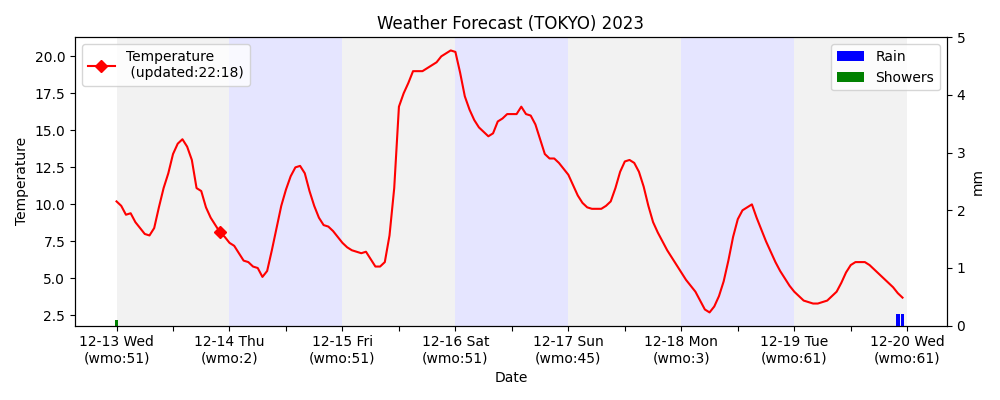 Weather Forecast (TOKYO) 2023
Temperature
(updated:22:18)
Rain
Showers
Temperature
20.0
17.5
15.0
12.5
10.0
7.5
5.0
2.5
5
4
3
2
1
0
mm
12-13 Wed
(wmo:51)
12-14 Thu
(wmo:2)
12-15 Fri
(wmo:51)
12-16 Sat
(wmo:51)
12-17 Sun
(wmo:45)
12-18 Mon
(wmo:3)
12-19 Tue
(wmo:61)
12-20 Wed
(wmo:61)
Date